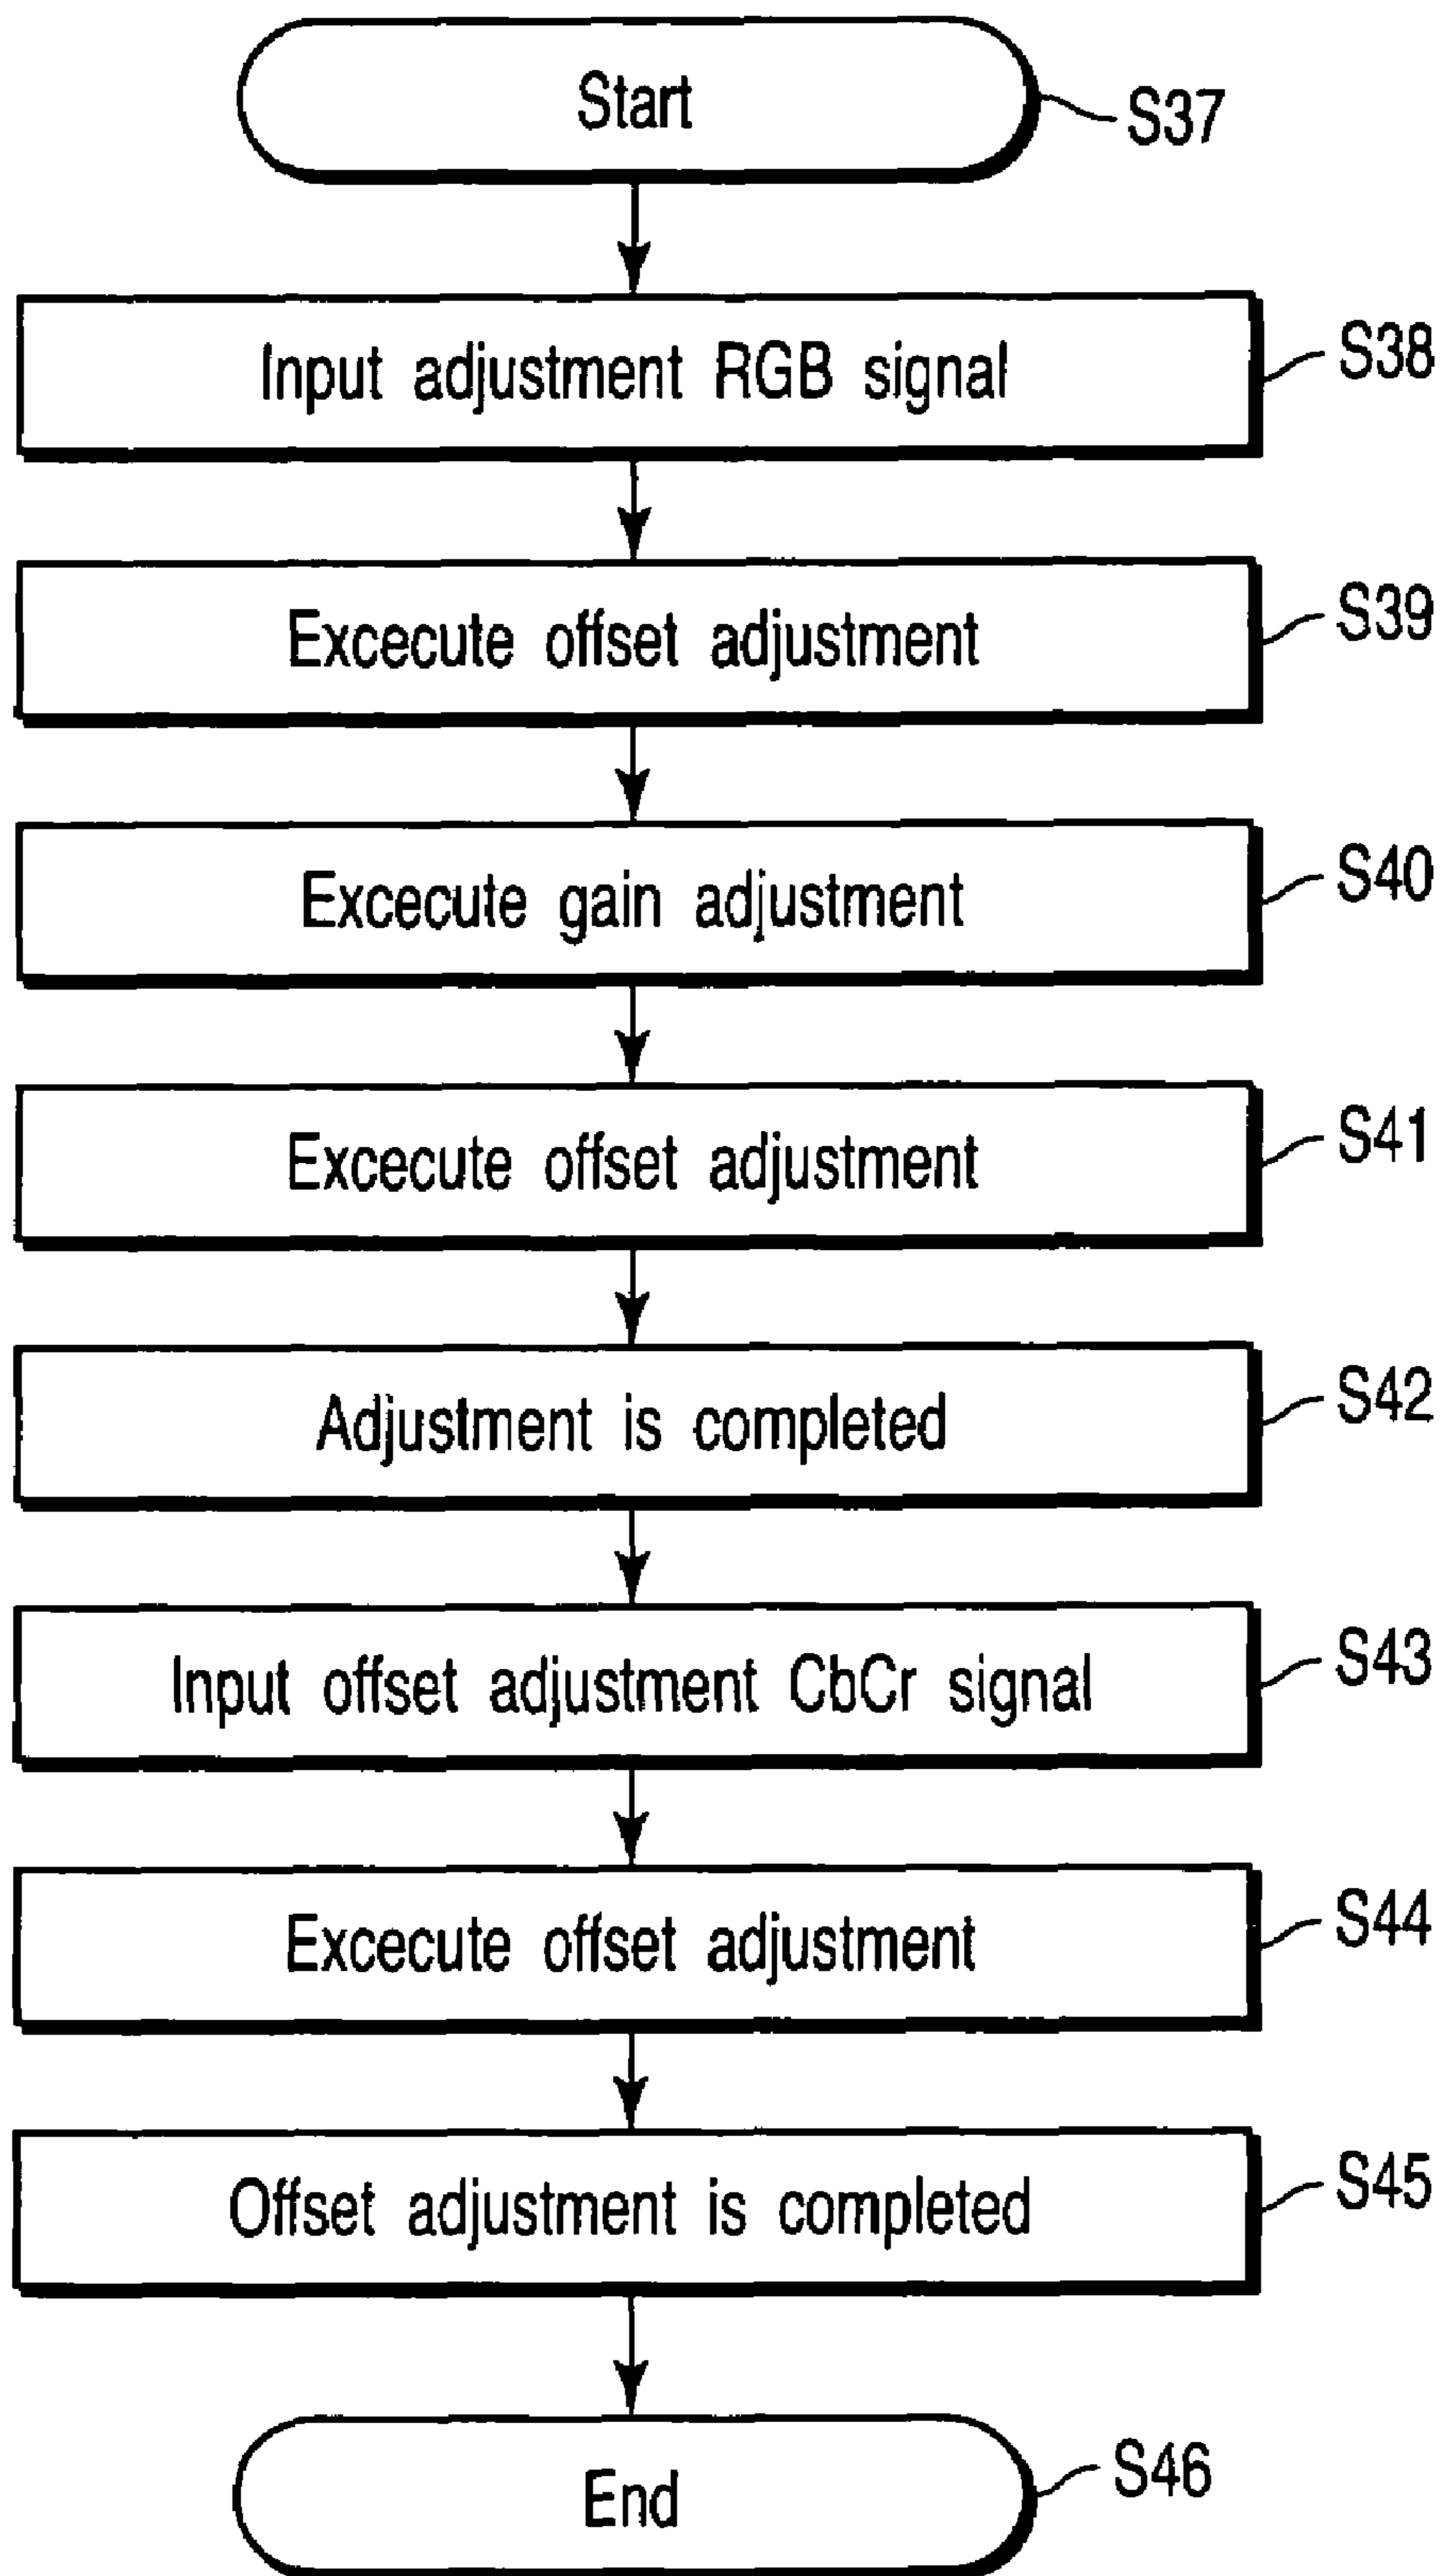 Start
S37
Input adjustment RGB signal
S38
Excecute offset adjustment
S39
Excecute gain adjustment
S40
Excecute offset adjustment
S41
Adjustment is completed
S42
Input offset adjustment CbCr signal
S43
Excecute offset adjustment
S44
Offset adjustment is completed
S45
End
S46